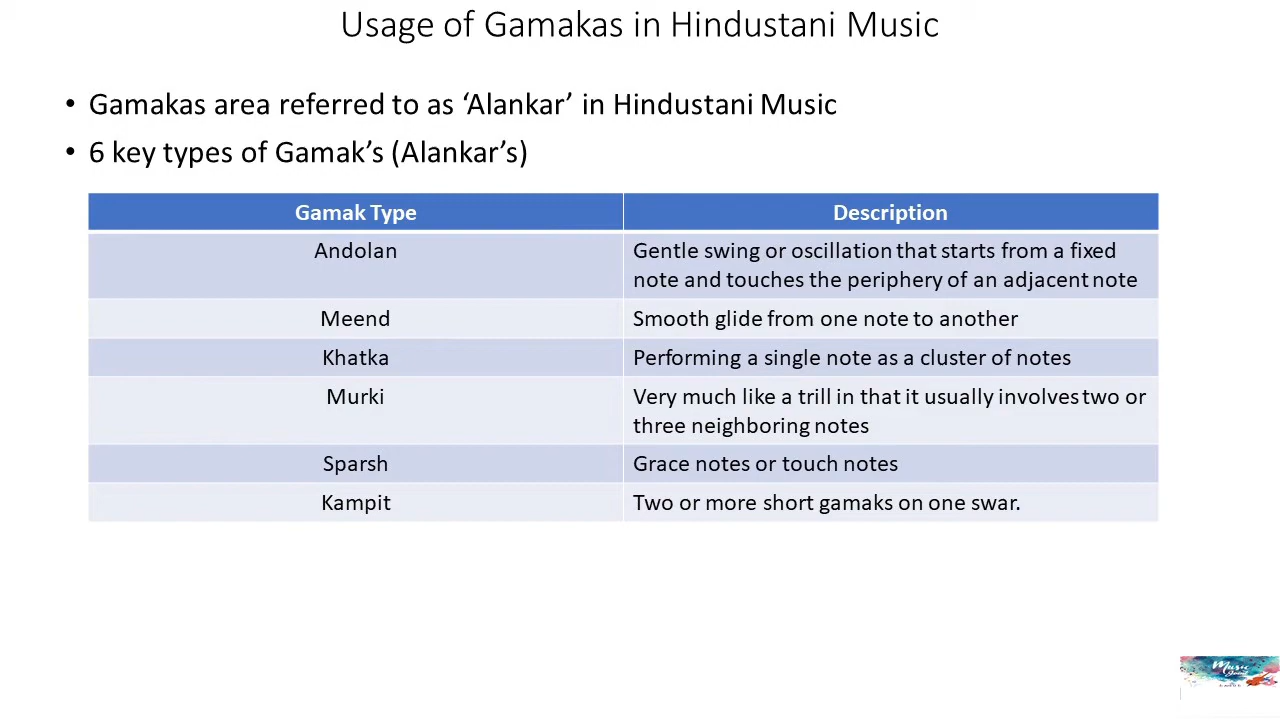 Usage of Gamakas in Hindustani Music
• Gamakas area referred to as ‘Alankar’ in Hindustani Music
• 6 key types of Gamak’s (Alankar’s)
Gamak Type Description
Andolan Gentle swing or oscillation that starts from a fixed
note and touches the periphery of an adjacent note
Meend Smooth glide from one note to another
Khatka Performing a single note as a cluster of notes
Murki Very much like a trill in that it usually involves two or
three neighboring notes
Sparsh Grace notes or touch notes
Kampit Two or more short gamaks on one swar.
Music